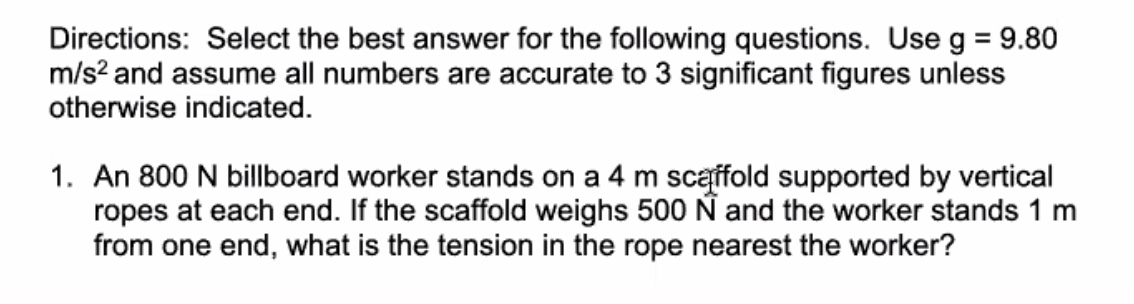 Directions:  Select the best answer for the following questions.  Use g = 9.80
m/s² and assume all numbers are accurate to 3 significant figures unless
otherwise indicated.
1. An 800 N billboard worker stands on a 4 m scaffold supported by vertical
ropes at each end. If the scaffold weighs 500 N and the worker stands 1 m
from one end, what is the tension in the rope nearest the worker?